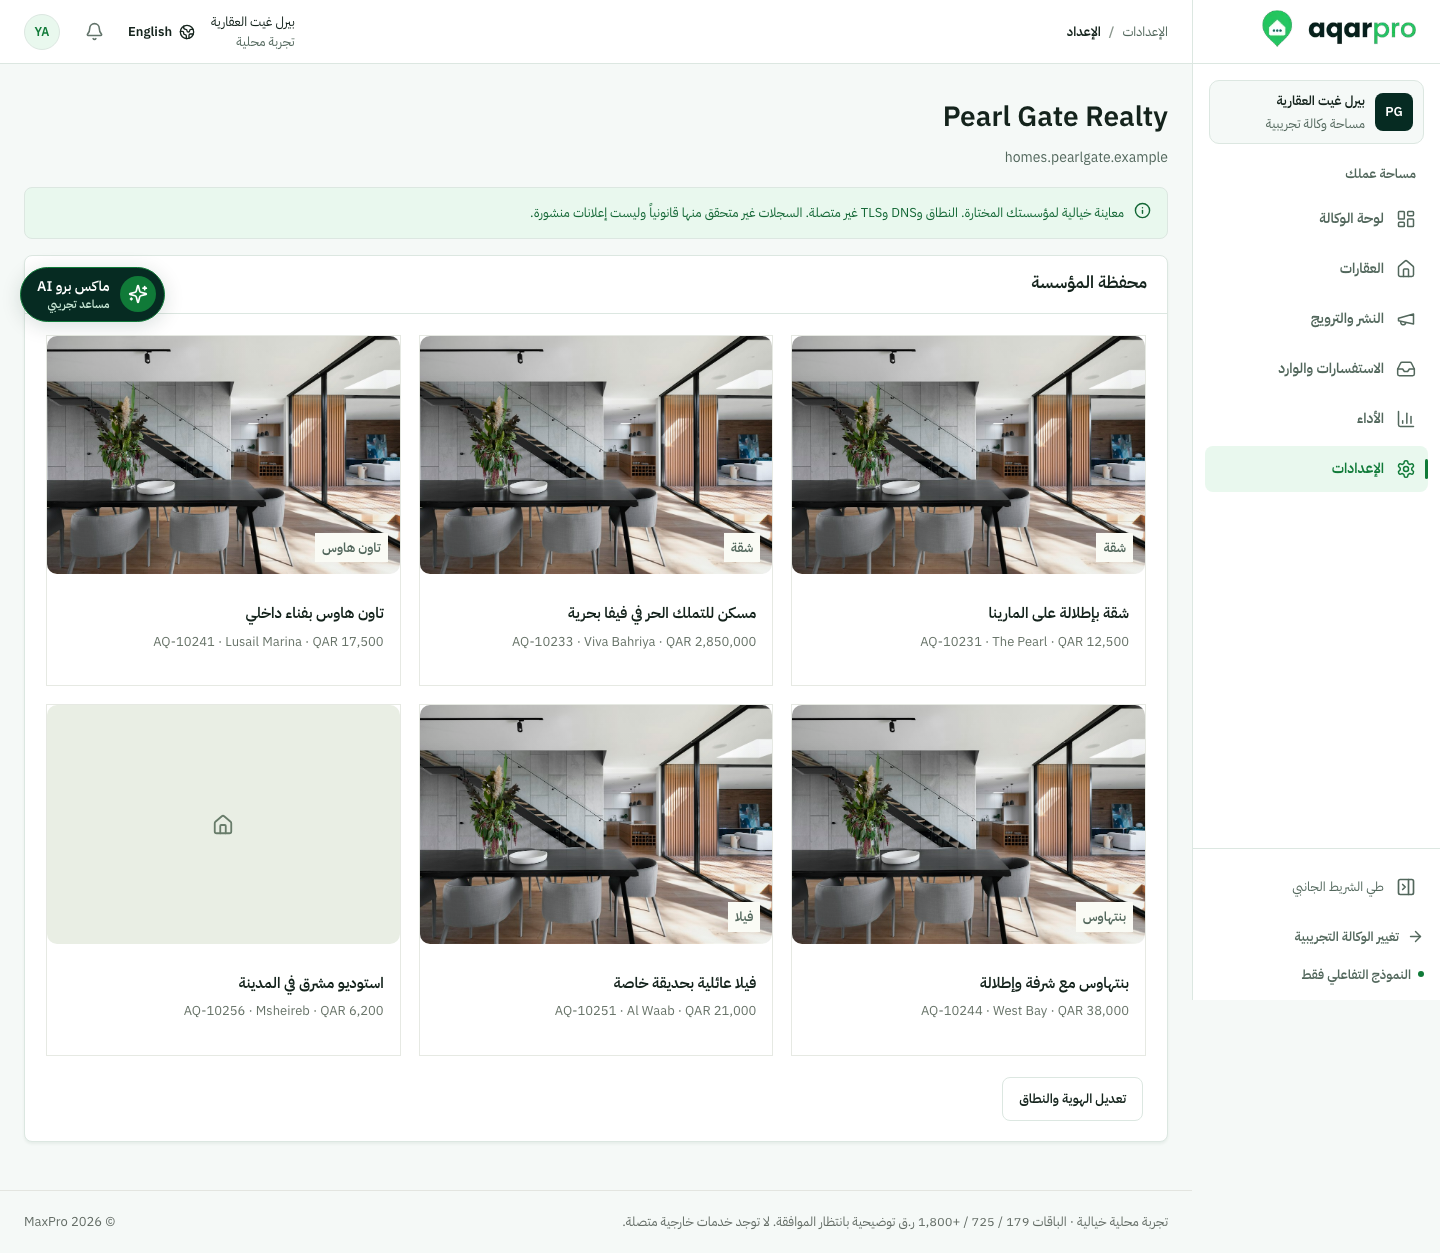 aqarpro
PG
بيرل غيت العقارية
مساحة وكالة تجريبية
مساحة عملك
لوحة الوكالة
العقارات
النشر والترويج
الاستفسارات والوارد
الأداء
الإعدادات
طي الشريط الجانبي
تغيير الوكالة التجريبية
النموذج التفاعلي فقط
الإعدادات / الإعداد
بيرل غيت العقارية
تجربة محلية
English
YA
Pearl Gate Realty
homes.pearlgate.example
معاينة خيالية لمؤسستك المختارة. النطاق وDNS وTLS غير متصلة. السجلات غير متحقق منها قانونياً وليست إعلانات منشورة.
ماكس برو AI
مساعد تجريبي
محفظة المؤسسة
شقة
شقة بإطلالة على المارينا
AQ-10231 · The Pearl · QAR 12,500
شقة
مسكن للتملك الحر في فيفا بحرية
AQ-10233 · Viva Bahriya · QAR 2,850,000
تاون هاوس
تاون هاوس بفناء داخلي
AQ-10241 · Lusail Marina · QAR 17,500
بنتهاوس
بنتهاوس مع شرفة وإطلالة
AQ-10244 · West Bay · QAR 38,000
فيلا
فيلا عائلية بحديقة خاصة
AQ-10251 · Al Waab · QAR 21,000
استوديو مشرق في المدينة
AQ-10256 · Msheireb · QAR 6,200
تعديل الهوية والنطاق
تجربة محلية خيالية · الباقات 179 / 725 / +1,800 ر.ق توضيحية بانتظار الموافقة. لا توجد خدمات خارجية متصلة.
© 2026 MaxPro